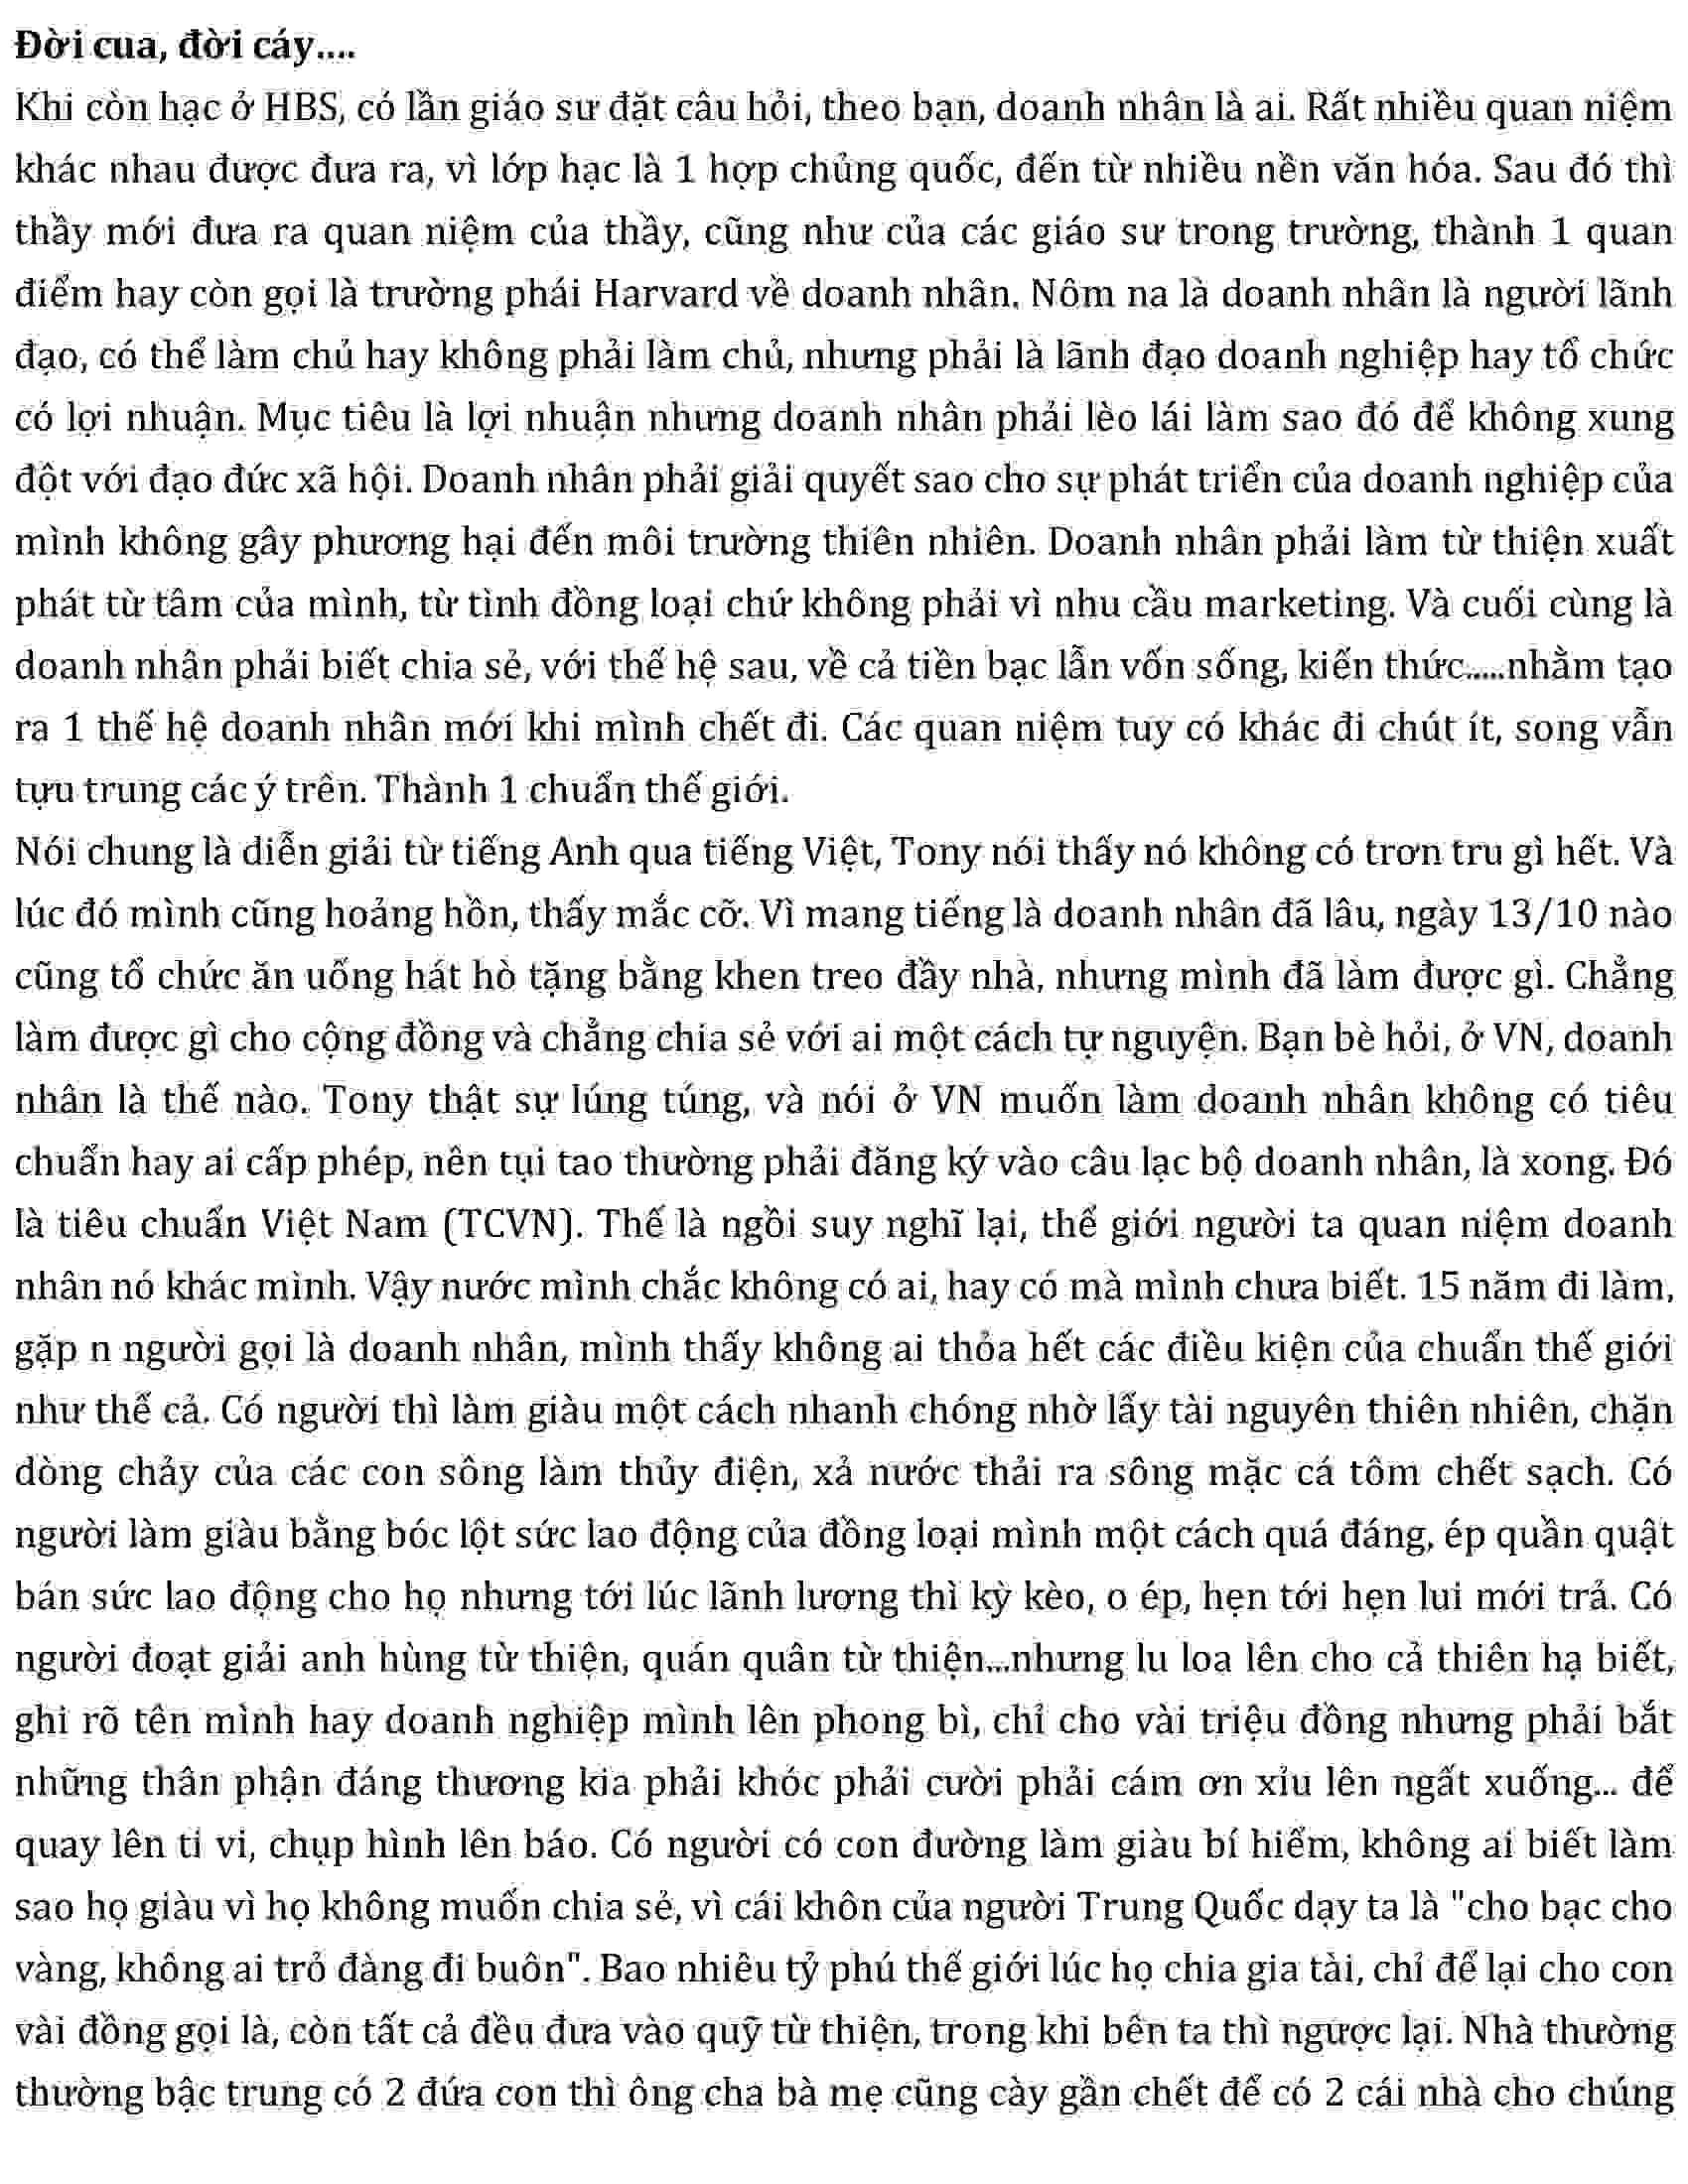 Đời cua, đời cáy....
Khi còn hạc ở HBS, có lần giáo sư đặt câu hỏi, theo bạn, doanh nhân là ai. Rất nhiều quan niệm
khác nhau được đưa ra, vì lớp hạc là 1 hợp chủng quốc, đến từ nhiều nền văn hóa. Sau đó thì
thầy mới đưa ra quan niệm của thầy, cũng như của các giáo sư trong trường, thành 1 quan
điểm hay còn gọi là trường phái Harvard về doanh nhân. Nôm na là doanh nhân là người lãnh
đạo, có thể làm chủ hay không phải làm chủ, nhưng phải là lãnh đạo doanh nghiệp hay tổ chức
có lợi nhuận. Mục tiêu là lợi nhuận nhưng doanh nhân phải lèo lái làm sao đó để không xung
đột với đạo đức xã hội. Doanh nhân phải giải quyết sao cho sự phát triển của doanh nghiệp của
mình không gây phương hại đến môi trường thiên nhiên. Doanh nhân phải làm từ thiện xuất
phát từ tâm của mình, từ tình đồng loại chứ không phải vì nhu cầu marketing. Và cuối cùng là
doanh nhân phải biết chia sẻ, với thế hệ sau, về cả tiền bạc lẫn vốn sống, kiến thức.....nhằm tạo
ra 1 thế hệ doanh nhân mới khi mình chết đi. Các quan niệm tuy có khác đi chút ít, song vẫn
tựu trung các ý trên. Thành 1 chuẩn thế giới.
Nói chung là diễn giải từ tiếng Anh qua tiếng Việt, Tony nói thấy nó không có trơn tru gì hết. Và
lúc đó mình cũng hoảng hồn, thấy mắc cỡ. Vì mang tiếng là doanh nhân đã lâu, ngày 13/10 nào
cũng tổ chức ăn uống hát hò tặng bằng khen treo đầy nhà, nhưng mình đã làm được gì. Chẳng
làm được gì cho cộng đồng và chẳng chia sẻ với ai một cách tự nguyện. Bạn bè hỏi, ở VN, doanh
nhân là thế nào. Tony thật sự lúng túng, và nói ở VN muốn làm doanh nhân không có tiêu
chuẩn hay ai cấp phép, nên tụi tao thường phải đăng ký vào câu lạc bộ doanh nhân, là xong. Đó
là tiêu chuẩn Việt Nam (TCVN). Thế là ngồi suy nghĩ lại, thế giới người ta quan niệm doanh
nhân nó khác mình. Vậy nước mình chắc không có ai, hay có mà mình chưa biết. 15 năm đi làm,
gặp n người gọi là doanh nhân, mình thấy không ai thỏa hết các điều kiện của chuẩn thế giới
như thế cả. Có người thì làm giàu một cách nhanh chóng nhờ lấy tài nguyên thiên nhiên, chặn
dòng chảy của các con sông làm thủy điện, xả nước thải ra sông mặc cá tôm chết sạch. Có
người làm giàu bằng bóc lột sức lao động của đồng loại mình một cách quá đáng, ép quần quật
bán sức lao động cho họ nhưng tới lúc lãnh lương thì kỳ kèo, o ép, hẹn tới hẹn lui mới trả. Có
người đoạt giải anh hùng từ thiện, quán quân từ thiện...nhưng lu loa lên cho cả thiên hạ biết,
ghi rõ tên mình hay doanh nghiệp mình lên phong bì, chỉ cho vài triệu đồng nhưng phải bắt
những thân phận đáng thương kia phải khóc phải cười phải cám ơn xỉu lên ngất xuống... để
quay lên ti vi, chụp hình lên báo. Có người có con đường làm giàu bí hiểm, không ai biết làm
sao họ giàu vì họ không muốn chia sẻ, vì cái khôn của người Trung Quốc dạy ta là "cho bạc cho
vàng, không ai trỏ đàng đi buôn". Bao nhiêu tỷ phú thế giới lúc họ chia gia tài, chỉ để lại cho con
vài đồng gọi là, còn tất cả đều đưa vào quỹ từ thiện, trong khi bên ta thì ngược lại. Nhà thường
thường bậc trung có 2 đứa con thì ông cha bà mẹ cũng cày gần chết để có 2 cái nhà cho chúng